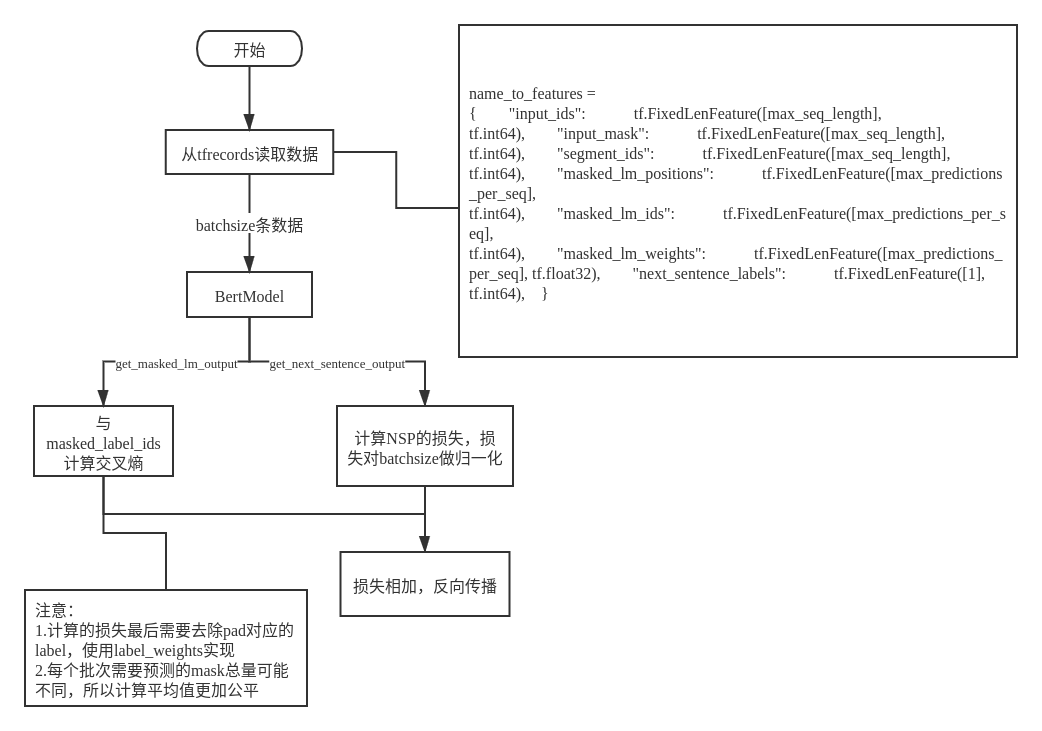 开始
从tfrecords读取数据
name_to_features =
{ "input_ids": tf.FixedLenFeature([max_seq_length],
tf.int64), "input_mask": tf.FixedLenFeature([max_seq_length],
tf.int64), "segment_ids": tf.FixedLenFeature([max_seq_length],
tf.int64), "masked_lm_positions": tf.FixedLenFeature([max_predictions
_per_seq],
tf.int64), "masked_lm_ids": tf.FixedLenFeature([max_predictions_per_s
eq],
tf.int64), "masked_lm_weights": tf.FixedLenFeature([max_predictions_
per_seq], tf.float32), "next_sentence_labels": tf.FixedLenFeature([1],
tf.int64), }
batchsize条数据
BertModel
get_masked_lm_output
get_next_sentence_output
与
masked_label_ids
计算交叉熵
计算NSP的损失，损
失对batchsize做归一化
损失相加，反向传播
注意：
1.计算的损失最后需要去除pad对应的
label，使用label_weights实现
2.每个批次需要预测的mask总量可能
不同，所以计算平均值更加公平